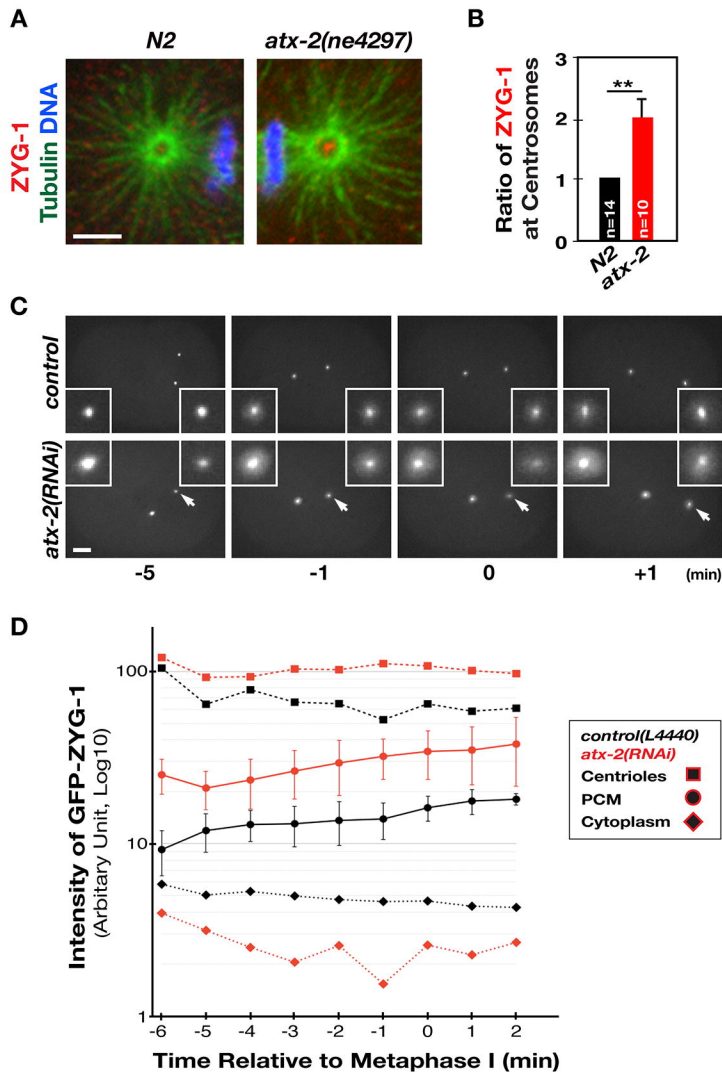 A
N2
atx-2(ne4297)
ZYG-1
Tubulin DNA
B
Ratio of ZYG-1
at Centrosomes
3
2
1
0
**
n=14
n=10
N2
atx-2
C
control
atx-2(RNAi)
-5
-1
0
+1
(min)
D
Intensity of GFP-ZYG-1
(Arbitary Unit, Log10)
100
10
1
-6
-5
-4
-3
-2
-1
0
1
2
Time Relative to Metaphase I (min)
control(L4440)
atx-2(RNAi)
Centrioles
PCM
Cytoplasm